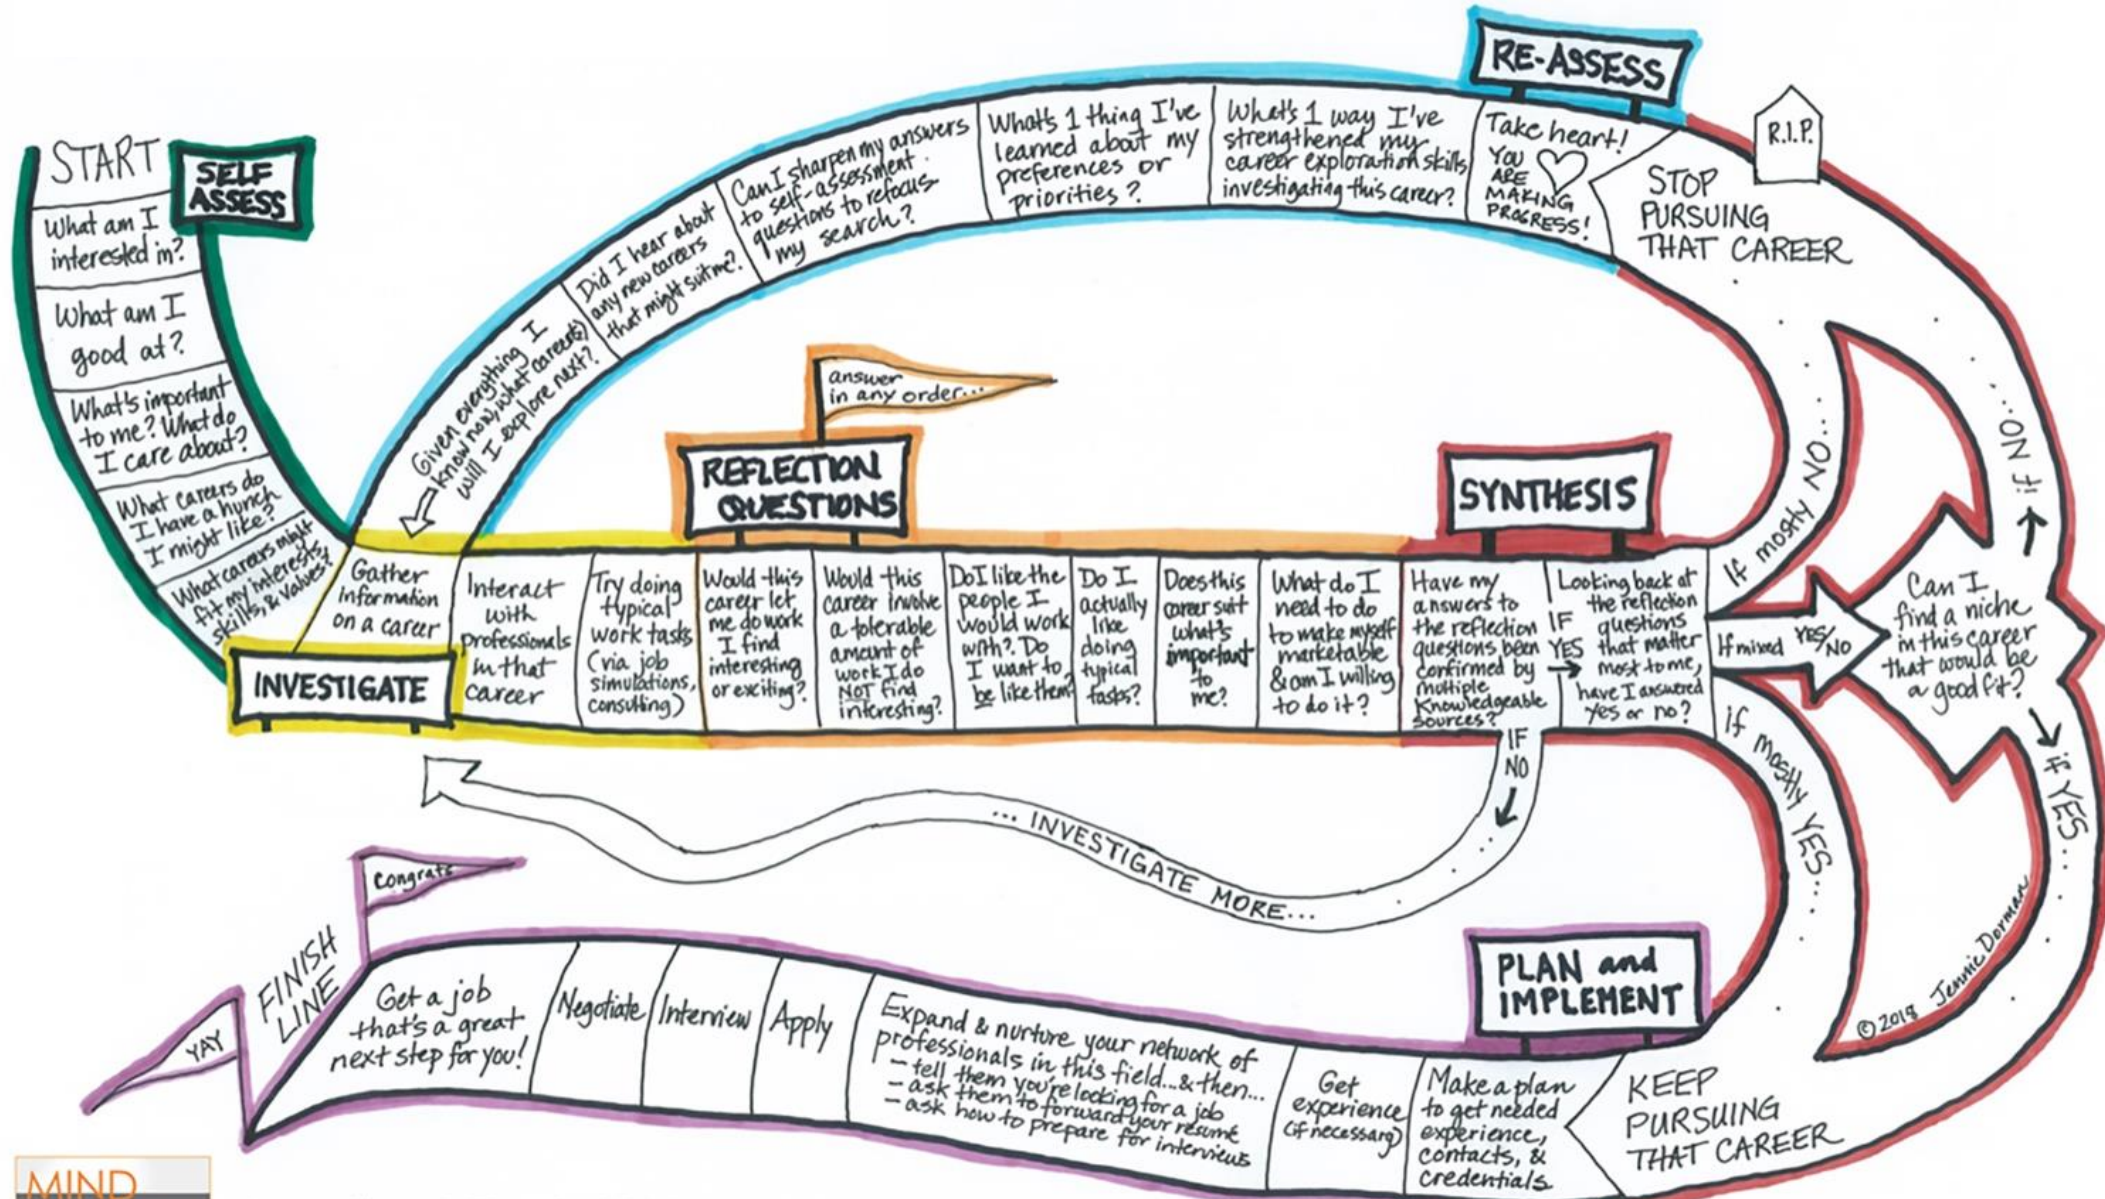 START
SELF
ASSESS
What am I
interested in?
What am I
good at?
What's important
to me? What do
I care about?
What careers do
I have a hunch
I might like?
What careers might
fit my interests,
skills, & values?
INVESTIGATE
Gather
information
on a career
Interact
with
professionals
in that
career
Try doing
typical
work tasks
(via job
simulations,
consulting)
REFLECTION
QUESTIONS
answer
in any order...
Would this
career let
me do work
I find
interesting
or exciting?
Would this
career involve
a tolerable
amount of
work I do
NOT find
interesting?
Do I like the
people I
would work
with? Do
I want to
be like them?
Do I
actually
like
doing
typical
tasks?
Does this
career suit
what's
important
to
me?
What do I
need to do
to make myself
marketable
& am I willing
to do it?
SYNTHESIS
Have my
answers to
the reflection
questions been
confirmed by
multiple
knowledgeable
sources?
IF
YES
→
IF
NO
... INVESTIGATE MORE...
Looking back at
the reflection
questions
that matter
most to me,
have I answered
yes or no?
If mostly NO...
If mixed YES/NO
if mostly YES...
Can I
find a niche
in this career
that would be
a good fit?
if NO...
if YES...
STOP
PURSUING
THAT CAREER
R.I.P.
RE-ASSESS
Take heart!
YOU
ARE
MAKING
PROGRESS!
What's 1 way I've
strengthened my
career exploration skills
investigating this career?
What's 1 thing I've
learned about my
preferences or
priorities?
Can I sharpen my answers
to self-assessment
questions to refocus
my search?
Did I hear about
any new careers
that might suit me?
Given everything I
know now, what career(s)
will I explore next?
KEEP
PURSUING
THAT CAREER
PLAN and
IMPLEMENT
Make a plan
to get needed
experience,
contacts, &
credentials
Get
experience
(if necessary)
Expand & nurture your network of
professionals in this field...& then...
- tell them you're looking for a job
- ask them to forward your resume
- ask how to prepare for interviews
Apply
Interview
Negotiate
Get a job
that's a great
next step for you!
FINISH
LINE
Congrats
YAY
© 2018 Jennie Dorman
MIND